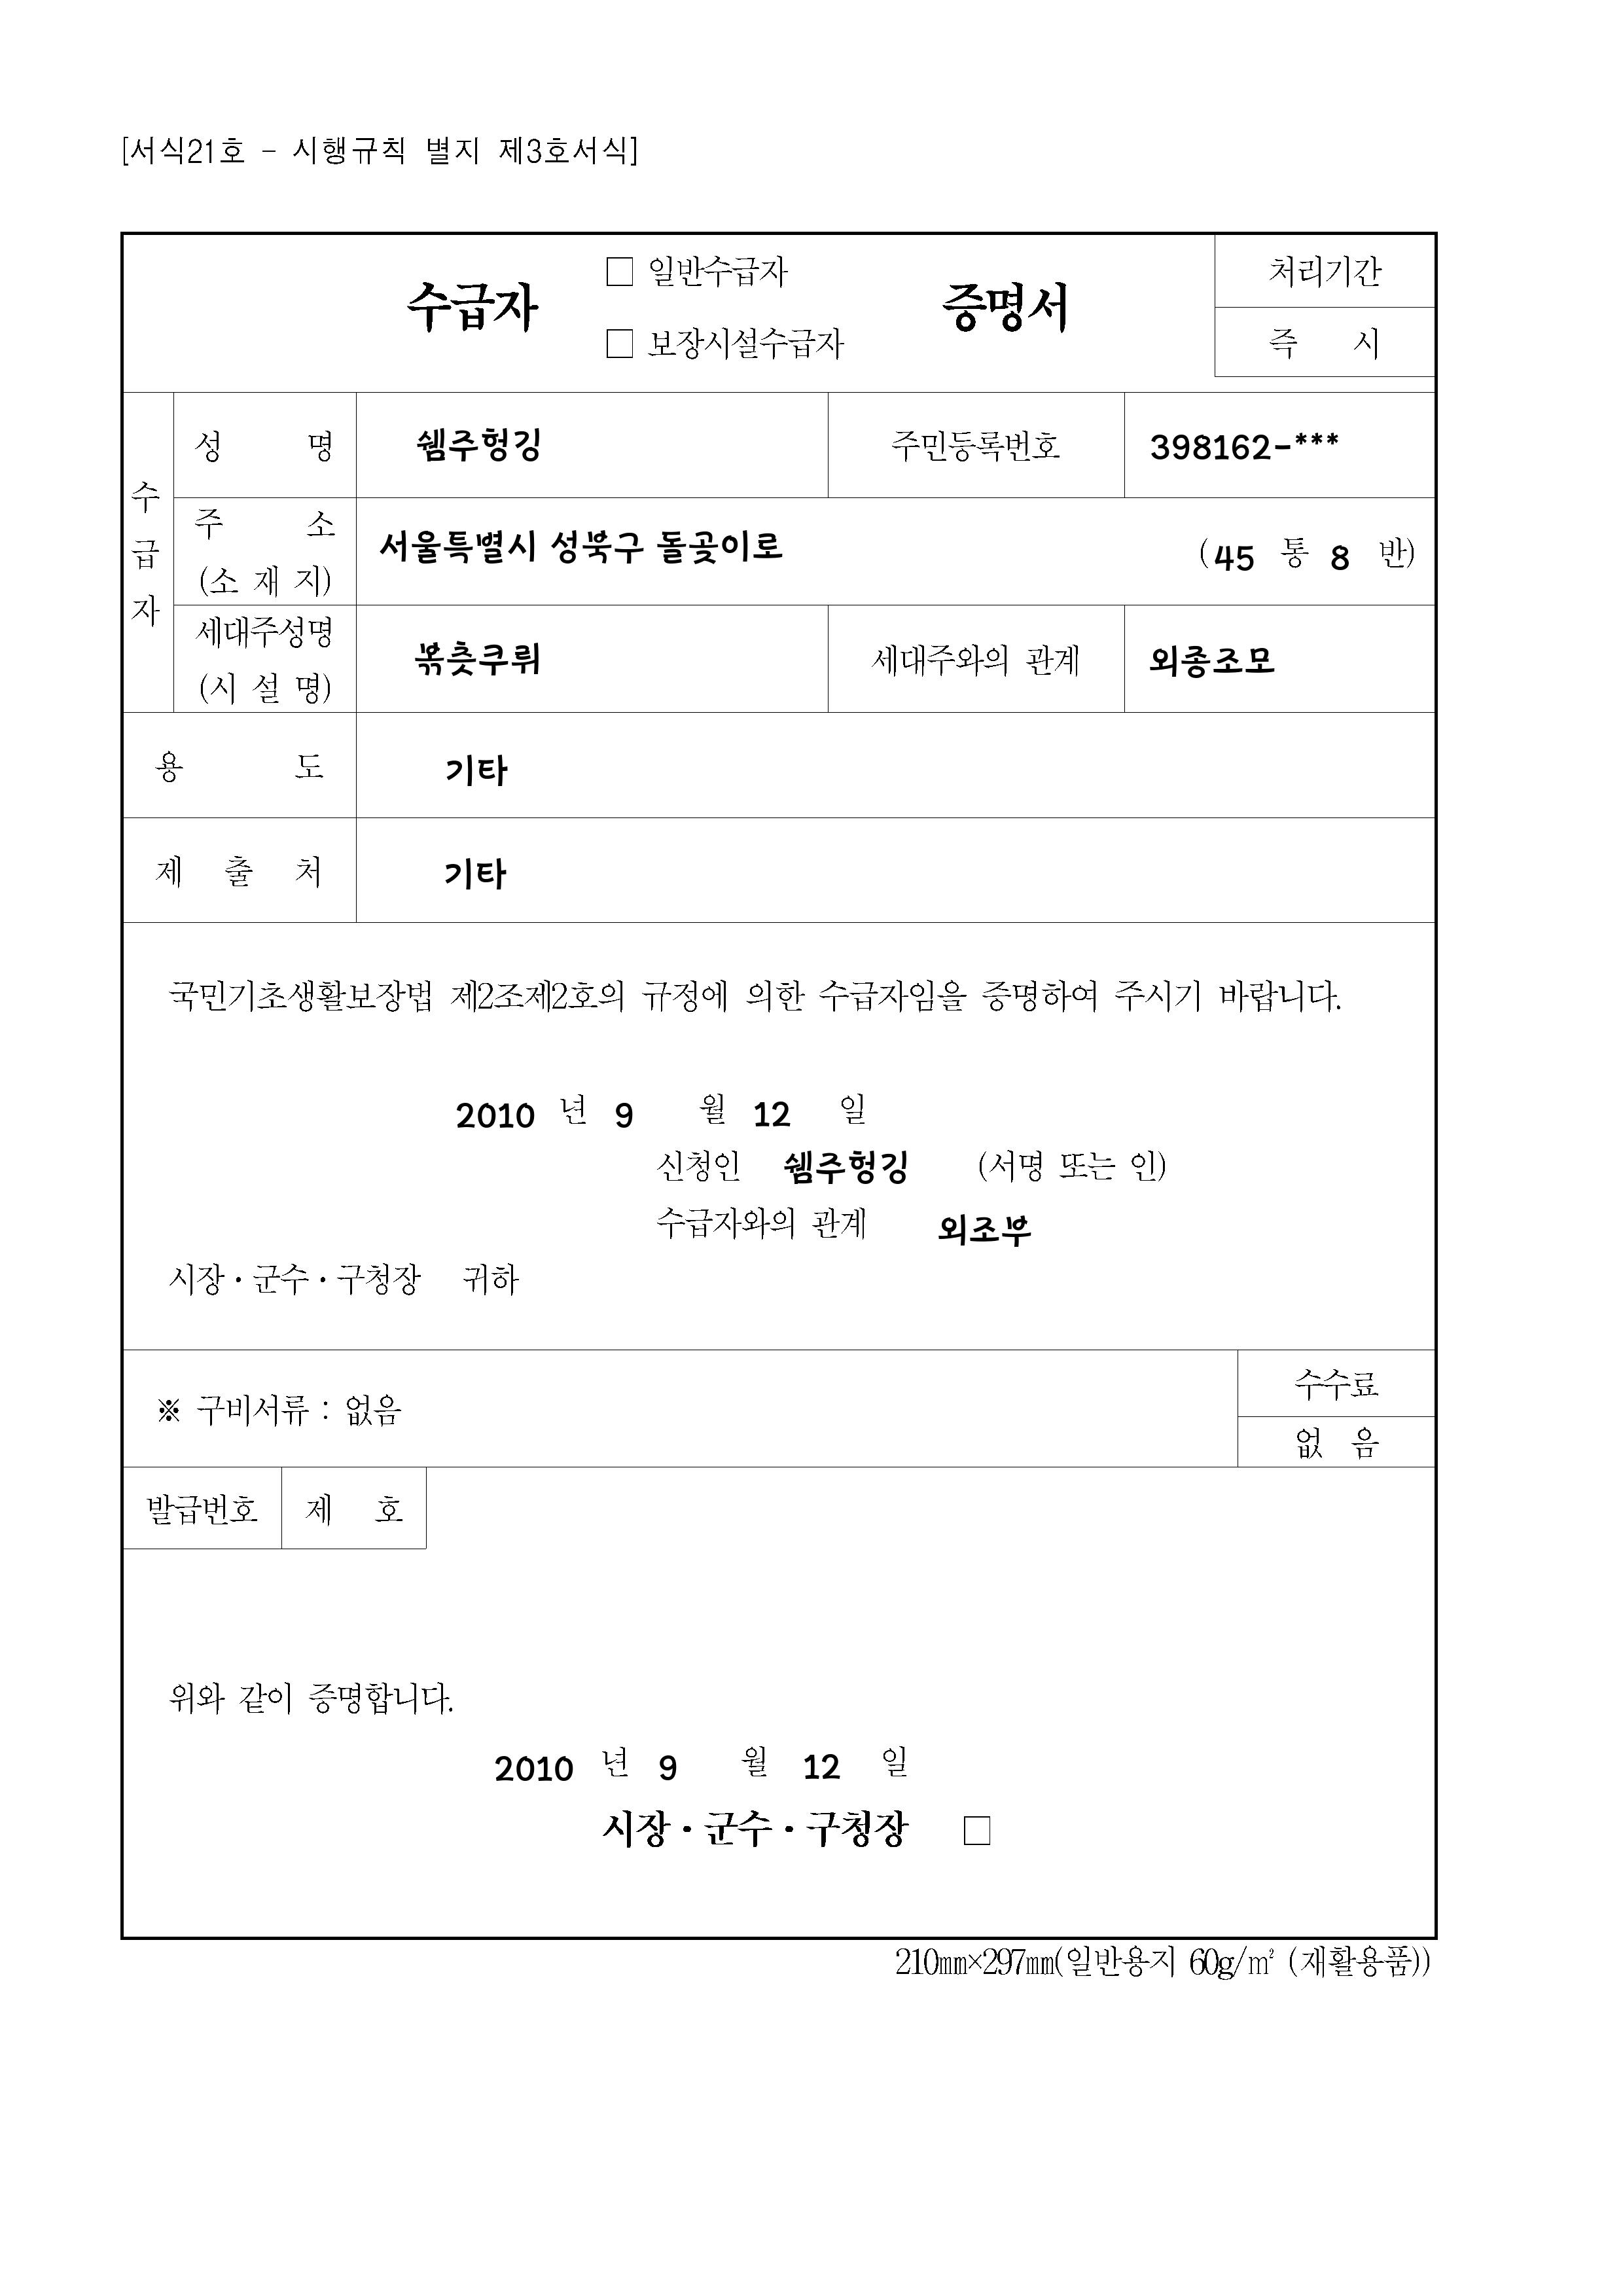 [서식21호 - 시행규칙 별지 제3호서식]
수급자 □ 일반수급자 □ 보장시설수급자 증명서
처리기간
즉 시
수급자
성 명 쉠주헝깅 주민등록번호 398162-***
주 소 (소 재 지) 서울특별시 성북구 돌곶이로 (45 통 8 반)
세대주성명 (시 설 명) 볶츳쿠뤼 세대주와의 관계 외종조모
용 도 기타
제 출 처 기타
국민기초생활보장법 제2조제2호의 규정에 의한 수급자임을 증명하여 주시기 바랍니다.
2010 년 9 월 12 일
신청인 쉠주헝깅 (서명 또는 인)
수급자와의 관계 외조부
시장·군수·구청장 귀하
※ 구비서류 : 없음
수수료
없 음
발급번호 제 호
위와 같이 증명합니다.
2010 년 9 월 12 일
시장·군수·구청장 □
210㎜×297㎜(일반용지 60g/㎡ (재활용품))